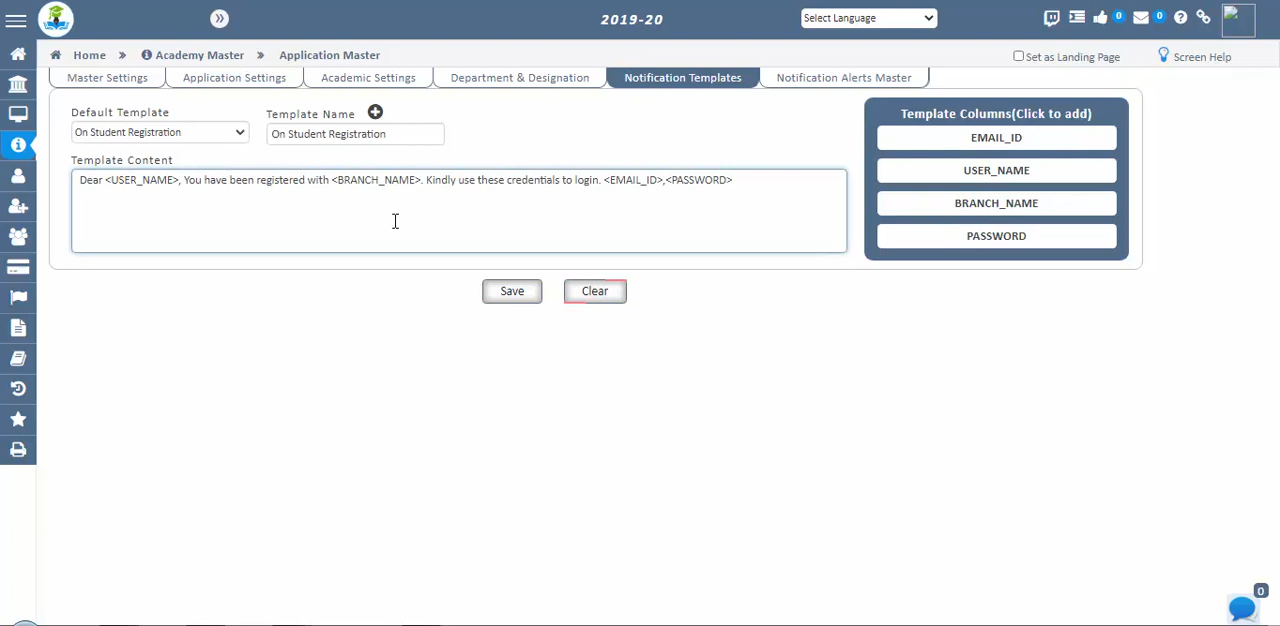 2019-20
Select Language
0
0
Home » Academy Master » Application Master
Set as Landing Page
Screen Help
Master Settings
Application Settings
Academic Settings
Department & Designation
Notification Templates
Notification Alerts Master
Default Template
On Student Registration
Template Name
On Student Registration
Template Content
Dear <USER_NAME>, You have been registered with <BRANCH_NAME>. Kindly use these credentials to login. <EMAIL_ID>,<PASSWORD>
Template Columns(Click to add)
EMAIL_ID
USER_NAME
BRANCH_NAME
PASSWORD
Save
Clear
0